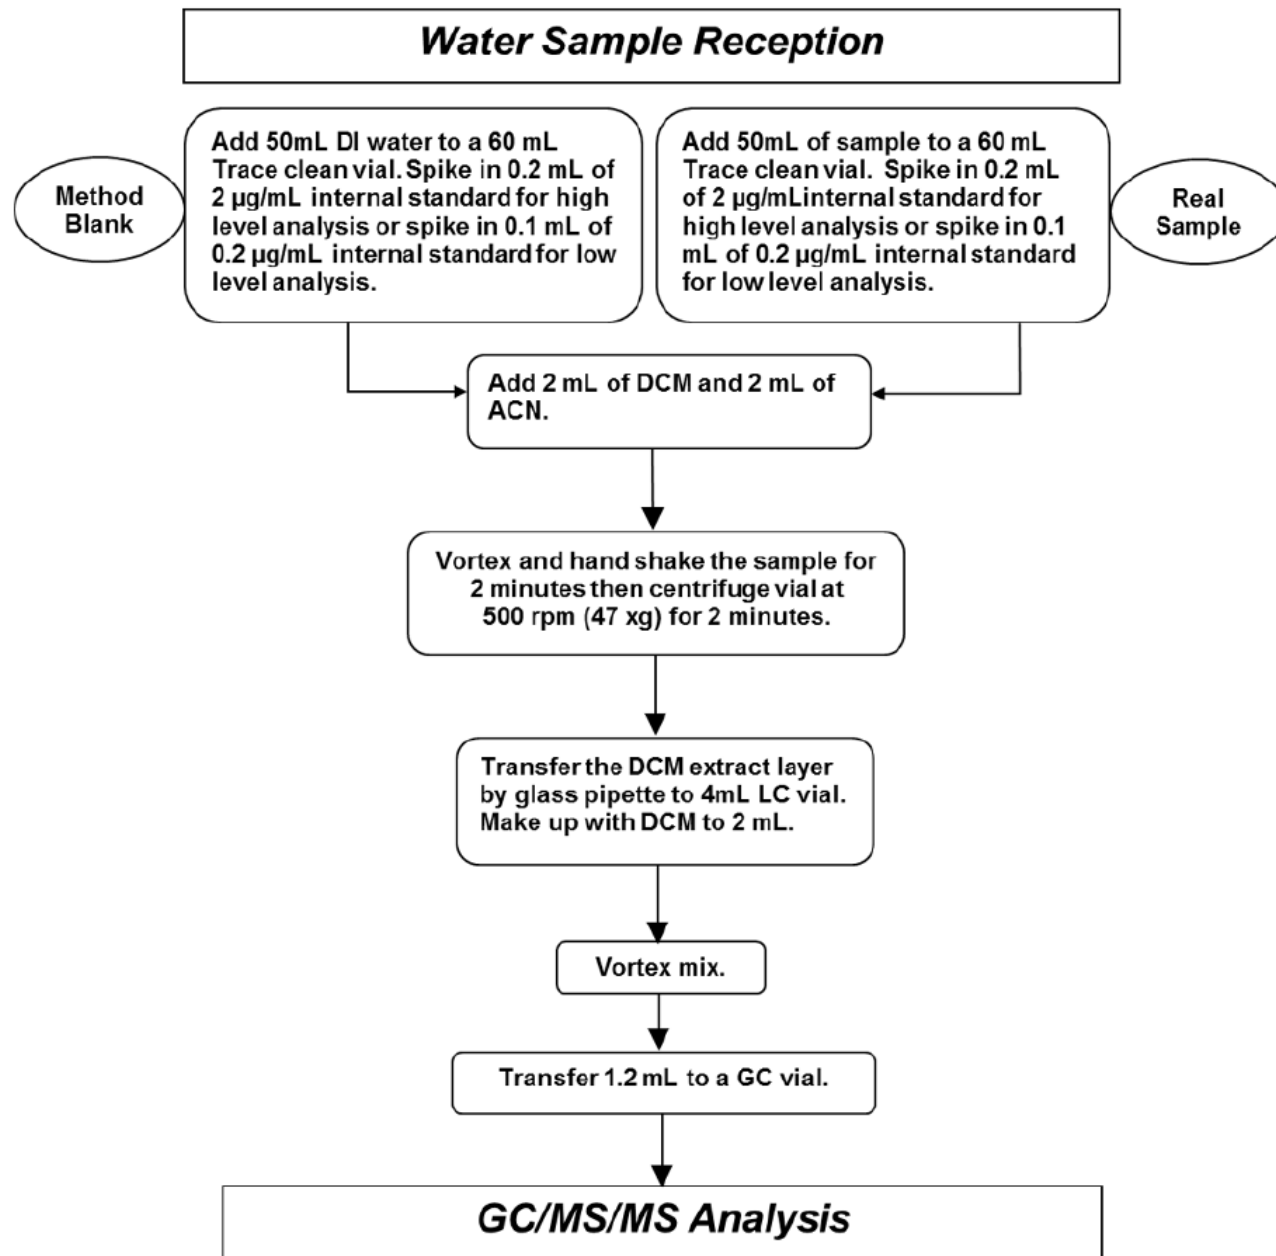 Water Sample Reception
Method
Blank
Add 50mL DI water to a 60 mL
Trace clean vial. Spike in 0.2 mL of
2 µg/mL internal standard for high
level analysis or spike in 0.1 mL of
0.2 µg/mL internal standard for low
level analysis.
Add 50mL of sample to a 60 mL
Trace clean vial. Spike in 0.2 mL
of 2 µg/mLinternal standard for
high level analysis or spike in 0.1
mL of 0.2 µg/mL internal standard
for low level analysis.
Real
Sample
Add 2 mL of DCM and 2 mL of
ACN.
Vortex and hand shake the sample for
2 minutes then centrifuge vial at
500 rpm (47 xg) for 2 minutes.
Transfer the DCM extract layer
by glass pipette to 4mL LC vial.
Make up with DCM to 2 mL.
Vortex mix.
Transfer 1.2 mL to a GC vial.
GC/MS/MS Analysis